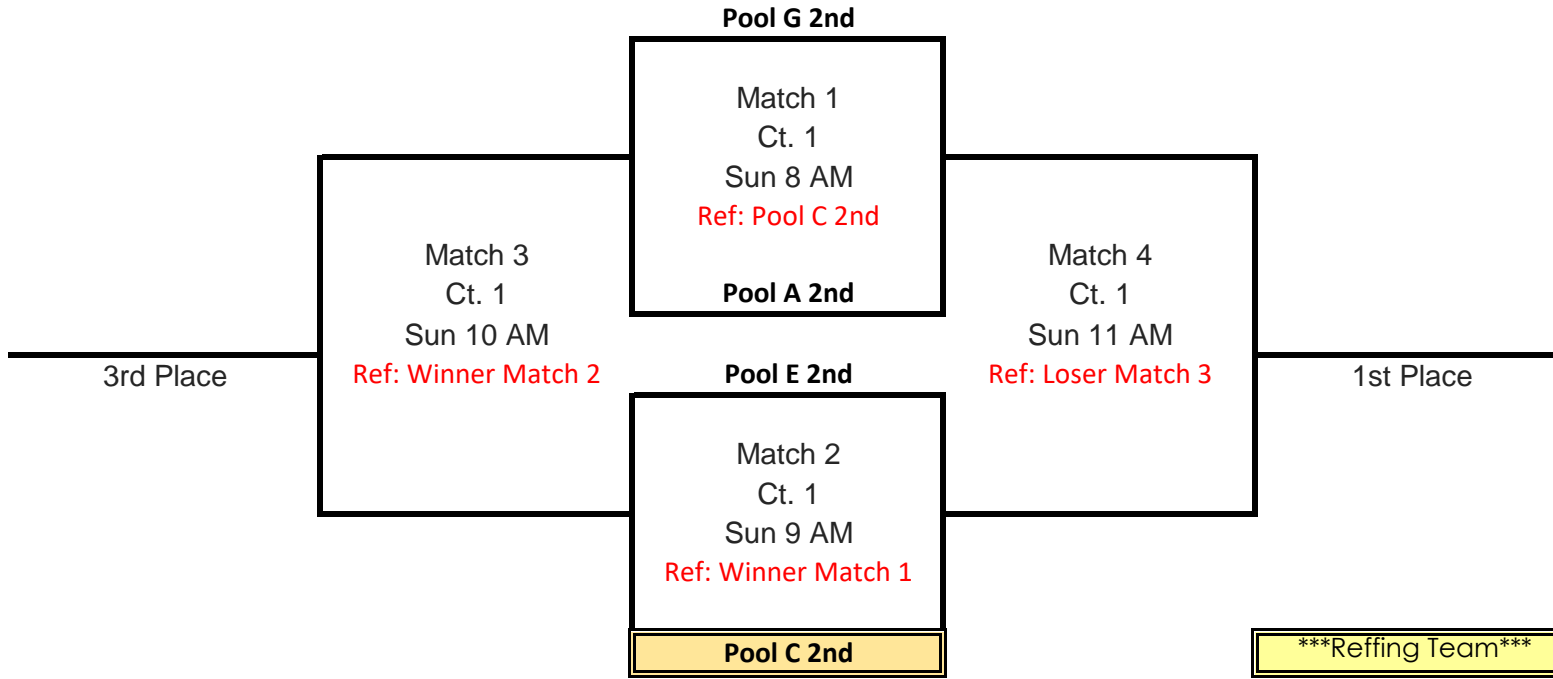 Pool G 2nd
Match 1
Ct. 1
Sun 8 AM
Ref: Pool C 2nd
Pool A 2nd
Match 3
Ct. 1
Sun 10 AM
Ref: Winner Match 2
3rd Place
Match 4
Ct. 1
Sun 11 AM
Ref: Loser Match 3
1st Place
Pool E 2nd
Match 2
Ct. 1
Sun 9 AM
Ref: Winner Match 1
Pool C 2nd
***Reffing Team***